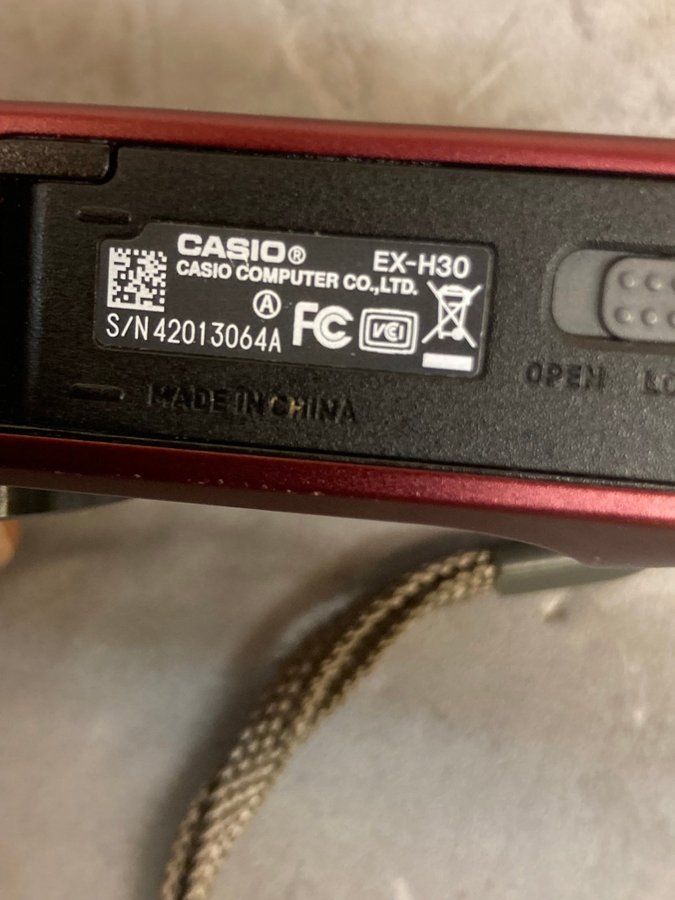 CASIO®
EX-H30
CASIO COMPUTER CO.,LTD.
A
S/N 42013064A
FC
VCI
OPEN
MADE IN CHINA